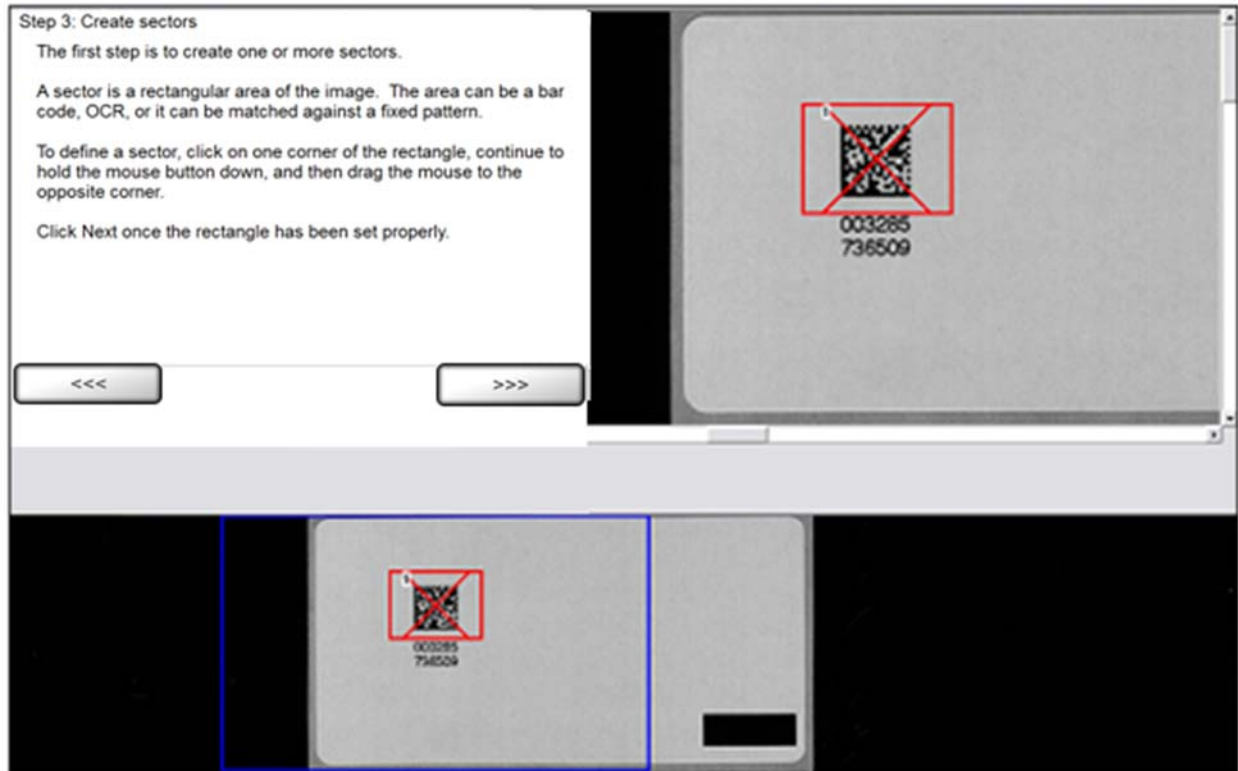 Step 3: Create sectors
The first step is to create one or more sectors.
A sector is a rectangular area of the image. The area can be a bar
code, OCR, or it can be matched against a fixed pattern.
To define a sector, click on one corner of the rectangle, continue to
hold the mouse button down, and then drag the mouse to the
opposite corner.
Click Next once the rectangle has been set properly.
<<<
>>>
003285
736509
003285
736509